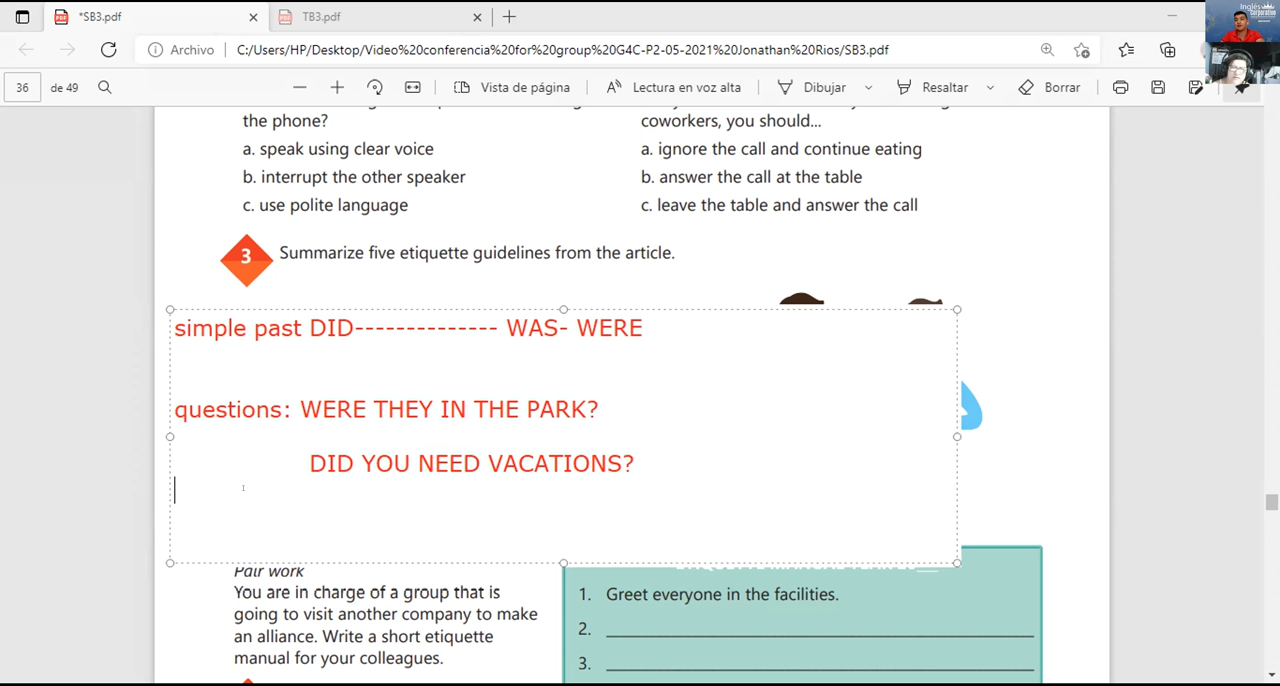 *SB3.pdf
TB3.pdf
Archivo
C:/Users/HP/Desktop/Video%20conferencia%20for%20group%20G4C-P2-05-2021%20Jonathan%20Rios/SB3.pdf
36
de 49
Vista de página
Lectura en voz alta
Dibujar
Resaltar
Borrar
Inglés
Corporativo
the phone?
a. speak using clear voice
b. interrupt the other speaker
c. use polite language
coworkers, you should...
a. ignore the call and continue eating
b. answer the call at the table
c. leave the table and answer the call
3
Summarize five etiquette guidelines from the article.
simple past DID-------------- WAS- WERE
questions: WERE THEY IN THE PARK?
DID YOU NEED VACATIONS?
Pair work
You are in charge of a group that is
going to visit another company to make
an alliance. Write a short etiquette
manual for your colleagues.
1. Greet everyone in the facilities.
2.
3.